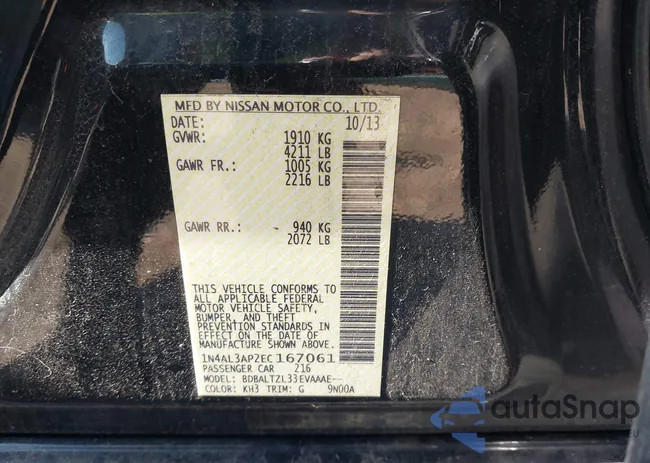 MFD BY NISSAN MOTOR CO., LTD.
DATE: 10/13
GVWR: 1910 KG
4211 LB
GAWR FR.: 1005 KG
2216 LB
GAWR RR.: 940 KG
2072 LB
THIS VEHICLE CONFORMS TO
ALL APPLICABLE FEDERAL
MOTOR VEHICLE SAFETY,
BUMPER, AND THEFT
PREVENTION STANDARDS IN
EFFECT ON THE DATE OF
MANUFACTURE SHOWN ABOVE.
1N4AL3AP2EC167061
PASSENGER CAR 216
MODEL: BDBALTZL33EVAAAE--
COLOR: KH3 TRIM: G 9N00A
autaSnap